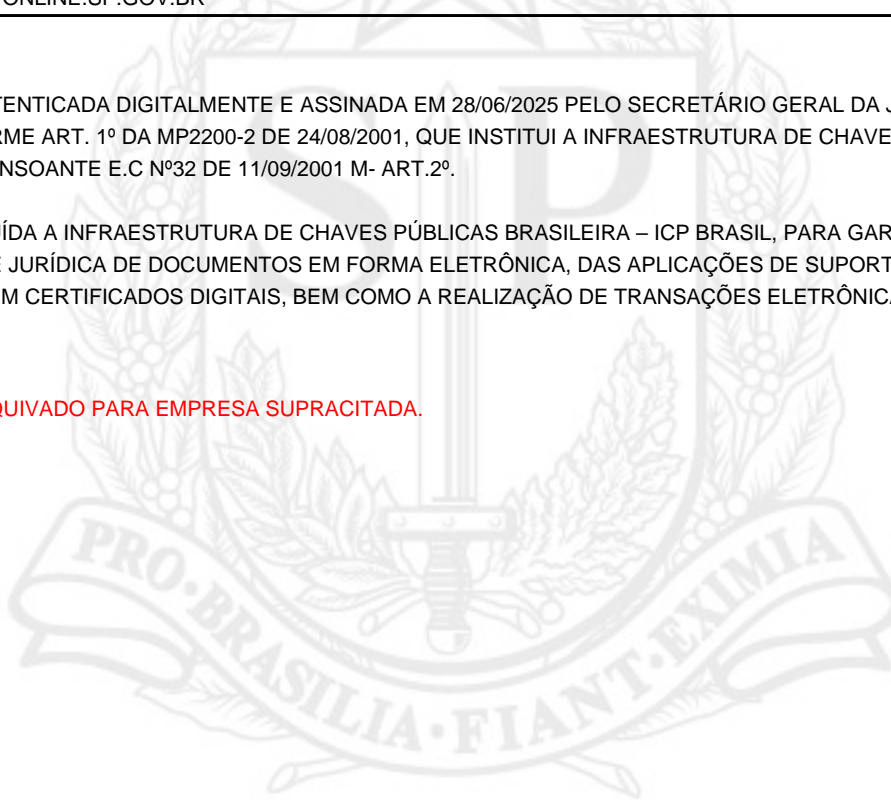 ONLINE.SP.GOV.BR
TENTICADA DIGITALMENTE E ASSINADA EM 28/06/2025 PELO SECRETÁRIO GERAL DA J
RME ART. 1º DA MP2200-2 DE 24/08/2001, QUE INSTITUI A INFRAESTRUTURA DE CHAVE
NSOANTE E.C Nº32 DE 11/09/2001 M- ART.2º.
ÍDA A INFRAESTRUTURA DE CHAVES PÚBLICAS BRASILEIRA – ICP BRASIL, PARA GAR
E JURÍDICA DE DOCUMENTOS EM FORMA ELETRÔNICA, DAS APLICAÇÕES DE SUPORT
M CERTIFICADOS DIGITAIS, BEM COMO A REALIZAÇÃO DE TRANSAÇÕES ELETRÔNICA
QUIVADO PARA EMPRESA SUPRACITADA.
SP
PRO·BRASILIA·FIANT·EXIMIA